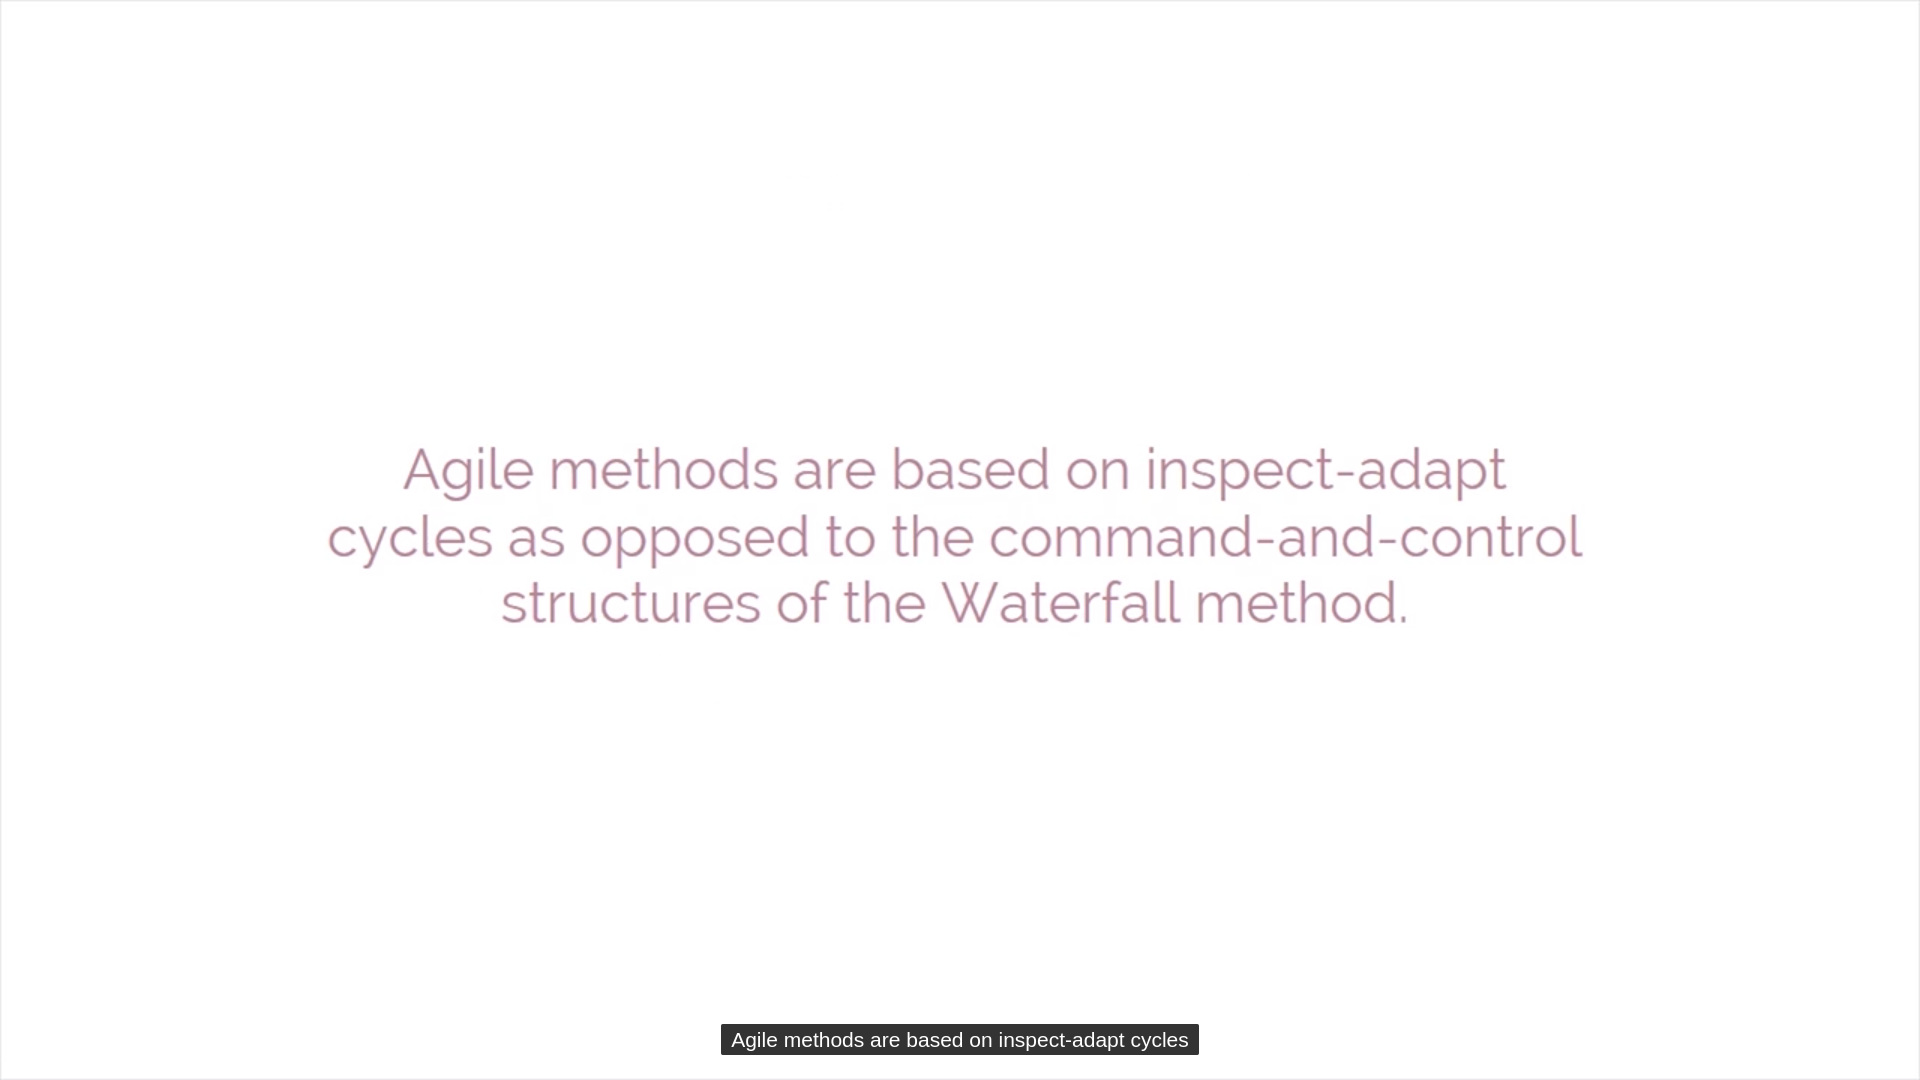 Agile methods are based on inspect-adapt
cycles as opposed to the command-and-control
structures of the Waterfall method.
Agile methods are based on inspect-adapt cycles